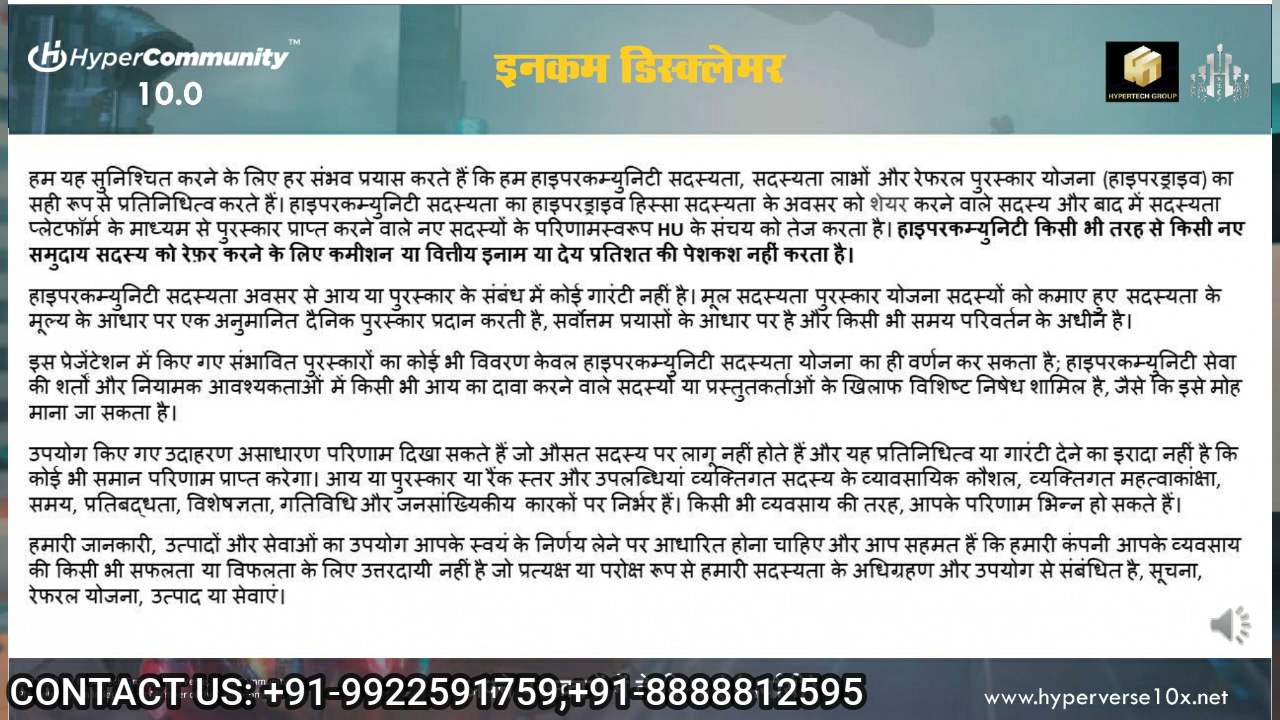 HyperCommunity™
10.0
इनकम डिस्क्लेमर
HYPERTECH GROUP
हम यह सुनिश्चित करने के लिए हर संभव प्रयास करते हैं कि हम हाइपरकम्युनिटी सदस्यता, सदस्यता लाभों और रेफरल पुरस्कार योजना (हाइपरड्राइव) का
सही रूप से प्रतिनिधित्व करते हैं। हाइपरकम्युनिटी सदस्यता का हाइपरड्राइव हिस्सा सदस्यता के अवसर को शेयर करने वाले सदस्य और बाद में सदस्यता
प्लेटफॉर्म के माध्यम से पुरस्कार प्राप्त करने वाले नए सदस्यों के परिणामस्वरूप HU के संचय को तेज करता है। हाइपरकम्युनिटी किसी भी तरह से किसी नए
समुदाय सदस्य को रेफ़र करने के लिए कमीशन या वित्तीय इनाम या देय प्रतिशत की पेशकश नहीं करता है।
हाइपरकम्युनिटी सदस्यता अवसर से आय या पुरस्कार के संबंध में कोई गारंटी नहीं है। मूल सदस्यता पुरस्कार योजना सदस्यों को कमाए हुए सदस्यता के
मूल्य के आधार पर एक अनुमानित दैनिक पुरस्कार प्रदान करती है, सर्वोत्तम प्रयासों के आधार पर है और किसी भी समय परिवर्तन के अधीन है।
इस प्रेजेंटेशन में किए गए संभावित पुरस्कारों का कोई भी विवरण केवल हाइपरकम्युनिटी सदस्यता योजना का ही वर्णन कर सकता है; हाइपरकम्युनिटी सेवा
की शर्तों और नियामक आवश्यकताओं में किसी भी आय का दावा करने वाले सदस्यों या प्रस्तुतकर्ताओं के खिलाफ विशिष्ट निषेध शामिल है, जैसे कि इसे मोह
माना जा सकता है।
उपयोग किए गए उदाहरण असाधारण परिणाम दिखा सकते हैं जो औसत सदस्य पर लागू नहीं होते हैं और यह प्रतिनिधित्व या गारंटी देने का इरादा नहीं है कि
कोई भी समान परिणाम प्राप्त करेगा। आय या पुरस्कार या रैंक स्तर और उपलब्धियां व्यक्तिगत सदस्य के व्यावसायिक कौशल, व्यक्तिगत महत्वाकांक्षा,
समय, प्रतिबद्धता, विशेषज्ञता, गतिविधि और जनसांख्यिकीय कारकों पर निर्भर हैं। किसी भी व्यवसाय की तरह, आपके परिणाम भिन्न हो सकते हैं।
हमारी जानकारी, उत्पादों और सेवाओं का उपयोग आपके स्वयं के निर्णय लेने पर आधारित होना चाहिए और आप सहमत हैं कि हमारी कंपनी आपके व्यवसाय
की किसी भी सफलता या विफलता के लिए उत्तरदायी नहीं है जो प्रत्यक्ष या परोक्ष रूप से हमारी सदस्यता के अधिग्रहण और उपयोग से संबंधित है, सूचना,
रेफरल योजना, उत्पाद या सेवाएं।
CONTACT US: +91-9922591759,+91-8888812595
www.hyperverse10x.net